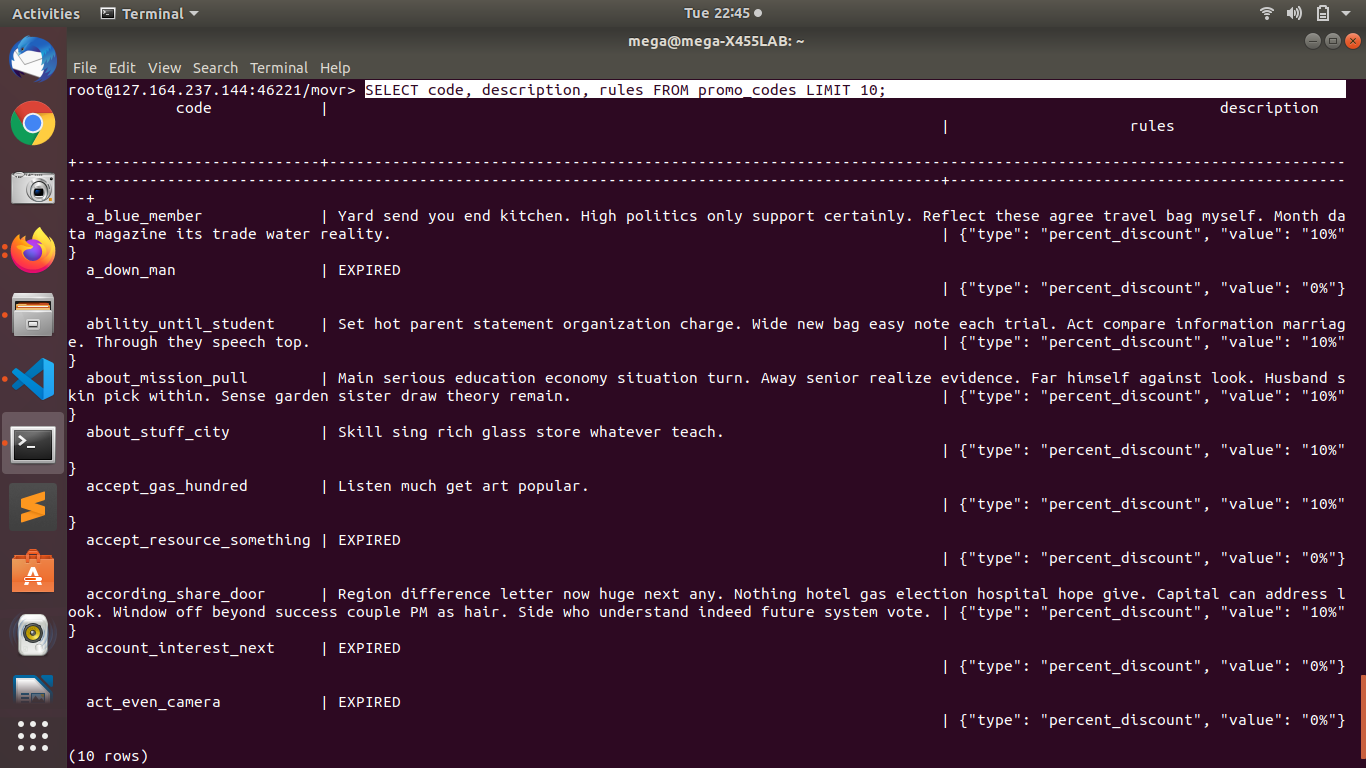 Activities Terminal Tue 22:45
mega@mega-X455LAB: ~
File Edit View Search Terminal Help
root@127.164.237.144:46221/movr> SELECT code, description, rules FROM promo_codes LIMIT 10;
code | description
| rules
+---------------------------+-----------------------------------------------------------------------------------------------------------------
-------------------------------------------------------------------------------------------------+--------------------------------------------
--+
a_blue_member | Yard send you end kitchen. High politics only support certainly. Reflect these agree travel bag myself. Month da
ta magazine its trade water reality. | {"type": "percent_discount", "value": "10%"
}
a_down_man | EXPIRED
| {"type": "percent_discount", "value": "0%"}
ability_until_student | Set hot parent statement organization charge. Wide new bag easy note each trial. Act compare information marriag
e. Through they speech top. | {"type": "percent_discount", "value": "10%"
}
about_mission_pull | Main serious education economy situation turn. Away senior realize evidence. Far himself against look. Husband s
kin pick within. Sense garden sister draw theory remain. | {"type": "percent_discount", "value": "10%"
}
about_stuff_city | Skill sing rich glass store whatever teach.
| {"type": "percent_discount", "value": "10%"
}
accept_gas_hundred | Listen much get art popular.
| {"type": "percent_discount", "value": "10%"
}
accept_resource_something | EXPIRED
| {"type": "percent_discount", "value": "0%"}
according_share_door | Region difference letter now huge next any. Nothing hotel gas election hospital hope give. Capital can address l
ook. Window off beyond success couple PM as hair. Side who understand indeed future system vote. | {"type": "percent_discount", "value": "10%"
}
account_interest_next | EXPIRED
| {"type": "percent_discount", "value": "0%"}
act_even_camera | EXPIRED
| {"type": "percent_discount", "value": "0%"}
(10 rows)